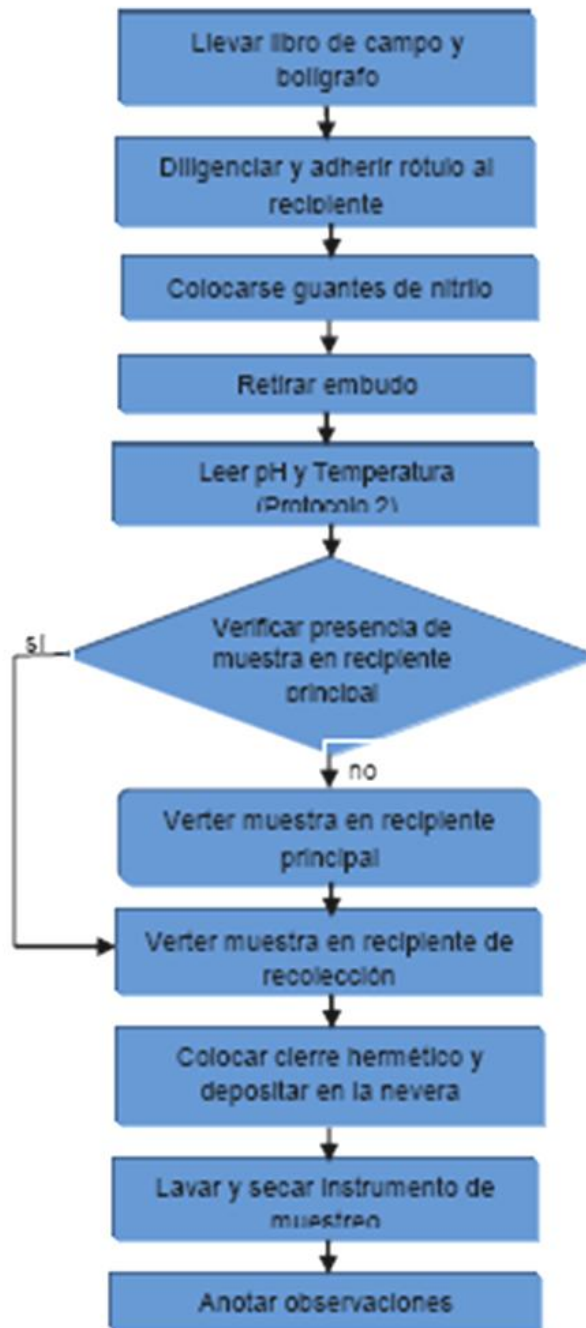 Llevar libro de campo y
bolígrafo
Diligenciar y adherir rótulo al
recipiente
Colocarse guantes de nitrilo
Retirar embudo
Leer pH y Temperatura
(Protocolo 2)
Verificar presencia de
muestra en recipiente
principal
sí
no
Verter muestra en recipiente
principal
Verter muestra en recipiente de
recolección
Colocar cierre hermético y
depositar en la nevera
Lavar y secar instrumento de
muestreo
Anotar observaciones